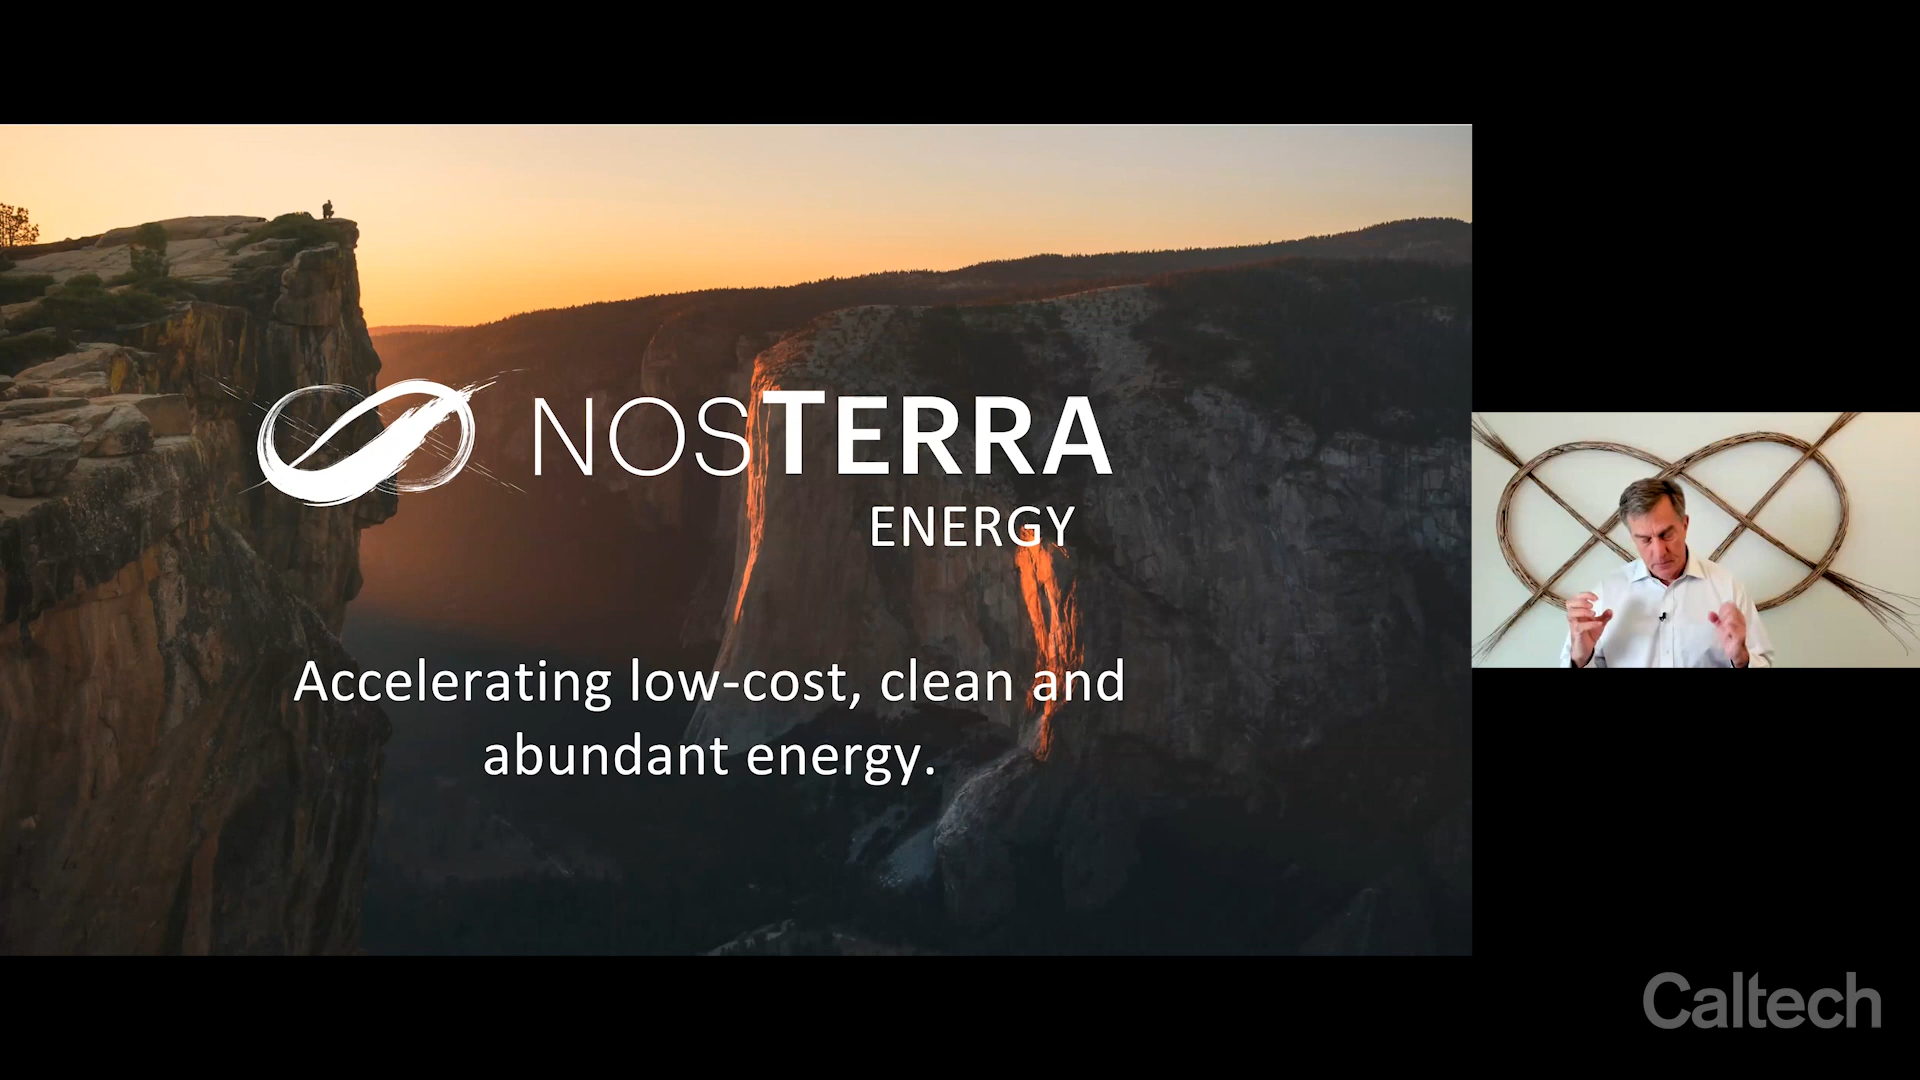 NOSTERRA
ENERGY
Accelerating low-cost, clean and
abundant energy.
Caltech